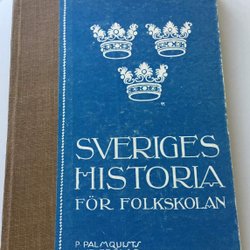 SVERIGES
HISTORIA
FÖR FOLKSKOLAN
P. PALMQUISTS